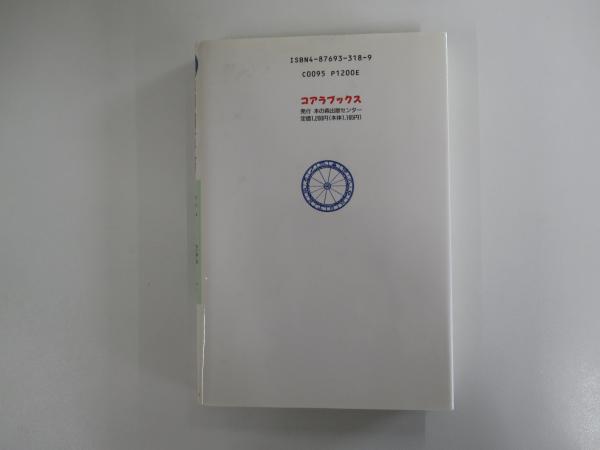 ISBN4-87693-318-9
C0095 P1200E
コアラブックス
発行 本の森出版センター
定価1,200円(本体1,165円)